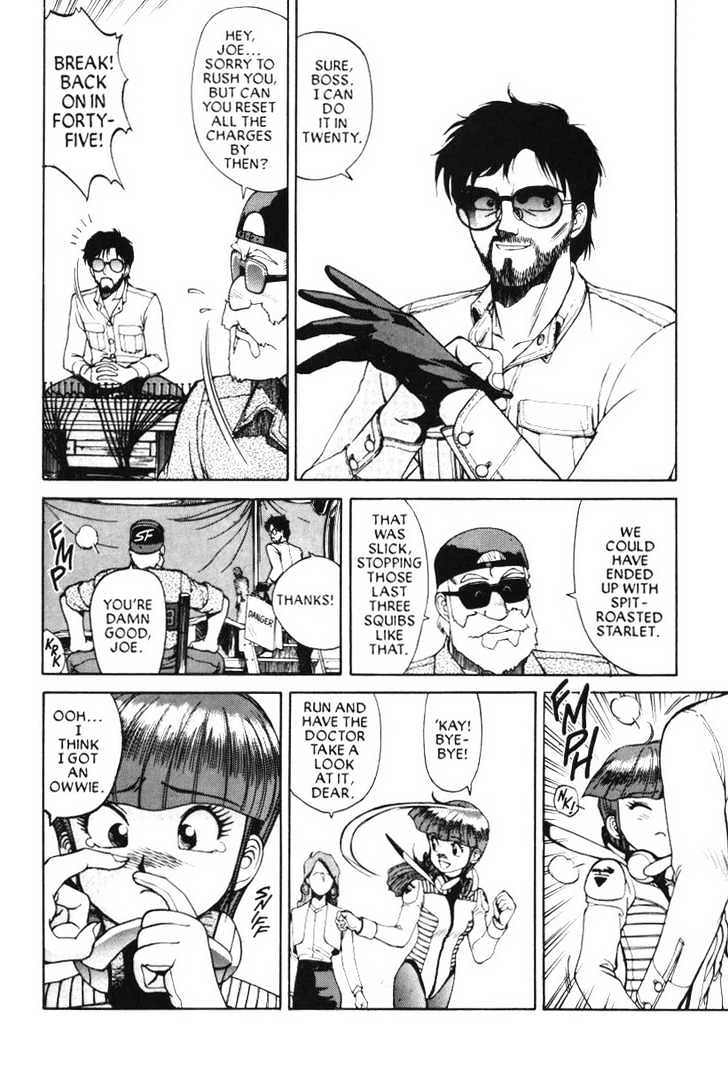 BREAK!
BACK
ON IN
FORTY-
FIVE!
HEY,
JOE...
SORRY TO
RUSH YOU,
BUT CAN
YOU RESET
ALL THE
CHARGES
BY
THEN?
SURE,
BOSS.
I CAN
DO
IT IN
TWENTY.
FMP
KRK
SF
YOU'RE
DAMN
GOOD,
JOE.
DANGER
THANKS!
THAT
WAS
SLICK,
STOPPING
THOSE
LAST
THREE
SQUIBS
LIKE
THAT.
WE
COULD
HAVE
ENDED
UP WITH
SPIT-
ROASTED
STARLET.
OOH...
I
THINK
I GOT
AN
OWWIE.
SNIFF
RUN AND
HAVE THE
DOCTOR
TAKE A
LOOK
AT IT,
DEAR.
'KAY!
BYE-
BYE!
FMPH
NK!